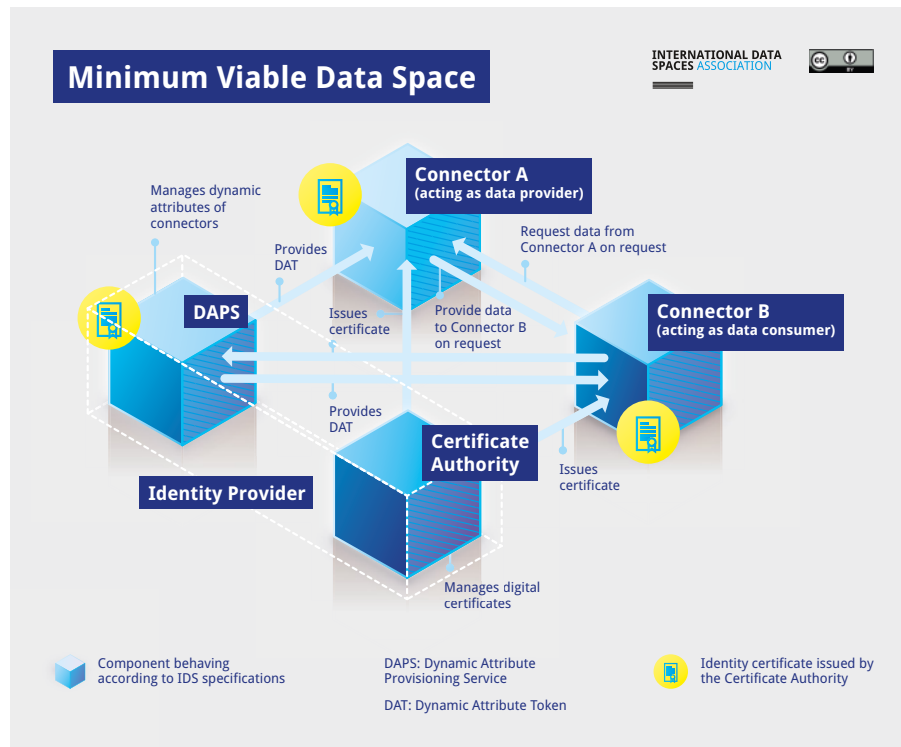 Minimum Viable Data Space
INTERNATIONAL DATA
SPACES ASSOCIATION
cc
BY
Connector A
(acting as data provider)
Manages dynamic
attributes of
connectors
Provides
DAT
Request data from
Connector A on request
DAPS
Issues
certificate
Provide data
to Connector B
on request
Connector B
(acting as data consumer)
Provides
DAT
Certificate
Authority
Issues
certificate
Identity Provider
Manages digital
certificates
Component behaving
according to IDS specifications
DAPS: Dynamic Attribute
Provisioning Service
DAT: Dynamic Attribute Token
Identity certificate issued by
the Certificate Authority